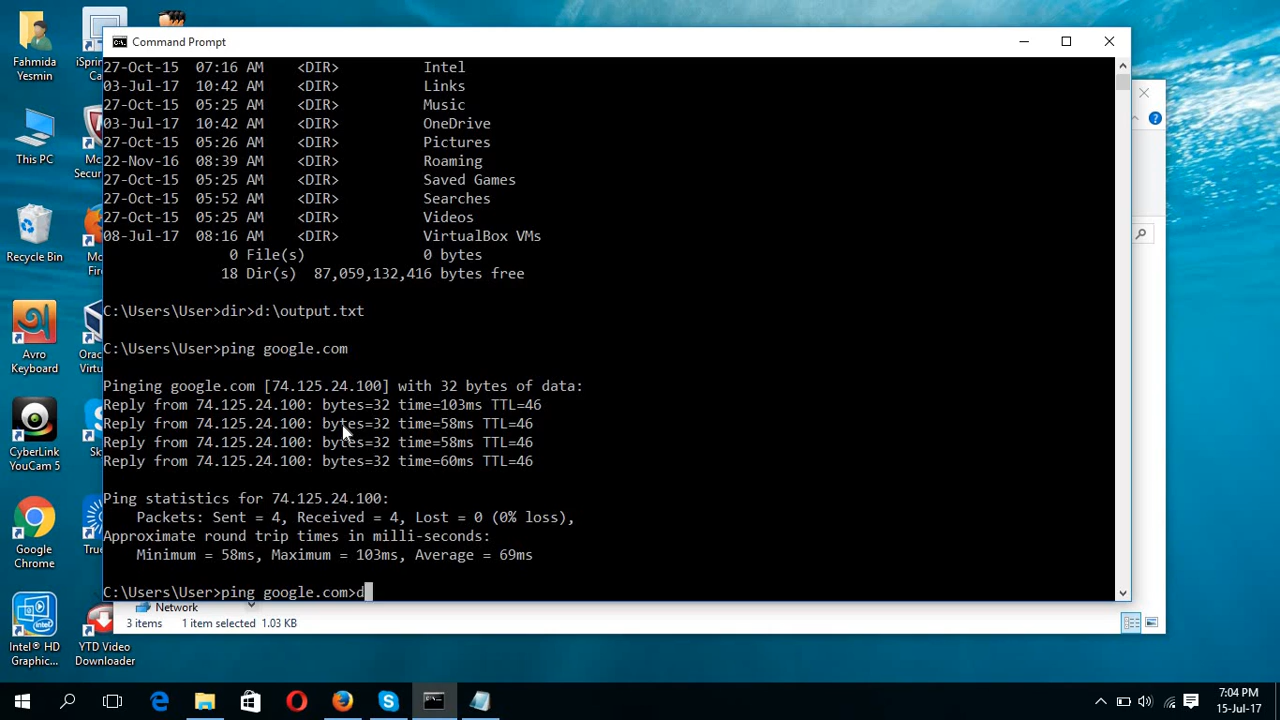 Fahmida
Yesmin
This PC
Recycle Bin
Avro
Keyboard
CyberLink
YouCam 5
Google
Chrome
Intel® HD
Graphic...
Secur
Fire
YTD Video
Downloader
Command Prompt
27-Oct-15  07:16 AM    <DIR>          Intel
03-Jul-17  10:42 AM    <DIR>          Links
27-Oct-15  05:25 AM    <DIR>          Music
03-Jul-17  10:42 AM    <DIR>          OneDrive
27-Oct-15  05:26 AM    <DIR>          Pictures
22-Nov-16  08:39 AM    <DIR>          Roaming
27-Oct-15  05:25 AM    <DIR>          Saved Games
27-Oct-15  05:52 AM    <DIR>          Searches
27-Oct-15  05:25 AM    <DIR>          Videos
08-Jul-17  08:16 AM    <DIR>          VirtualBox VMs
0 File(s)              0 bytes
18 Dir(s)  87,059,132,416 bytes free
C:\Users\User>dir>d:\output.txt
C:\Users\User>ping google.com
Pinging google.com [74.125.24.100] with 32 bytes of data:
Reply from 74.125.24.100: bytes=32 time=103ms TTL=46
Reply from 74.125.24.100: bytes=32 time=58ms TTL=46
Reply from 74.125.24.100: bytes=32 time=58ms TTL=46
Reply from 74.125.24.100: bytes=32 time=60ms TTL=46
Ping statistics for 74.125.24.100:
Packets: Sent = 4, Received = 4, Lost = 0 (0% loss),
Approximate round trip times in milli-seconds:
Minimum = 58ms, Maximum = 103ms, Average = 69ms
C:\Users\User>ping google.com>d
Network
3 items    1 item selected  1.03 KB
7:04 PM
15-Jul-17